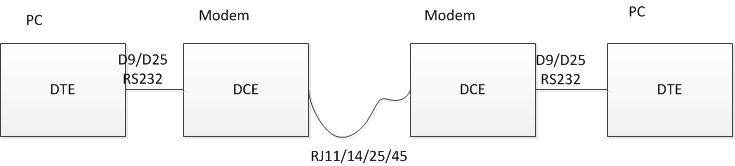 PC
Modem
Modem
PC
D9/D25
RS232
D9/D25
RS232
DTE
DCE
DCE
DTE
RJ11/14/25/45